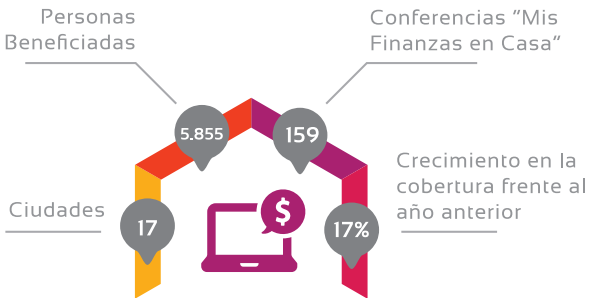 Personas
Beneficiadas
5.855
Conferencias “Mis
Finanzas en Casa”
159
Ciudades
17
$
Crecimiento en la
cobertura frente al
año anterior
17%